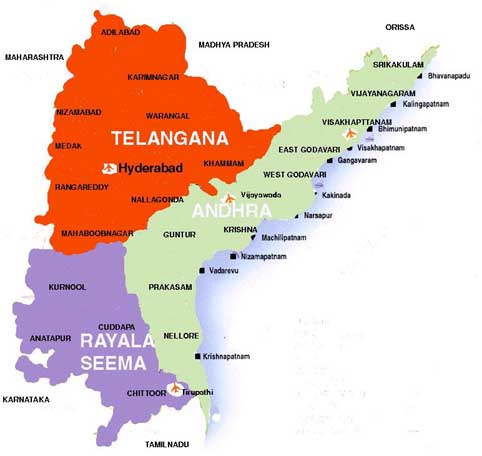 ORISSA
ADILABAD
MADHYA PRADESH
MAHARASHTRA
SRIKAKULAM
Bhavanapadu
KARIMNAGAR
VIJAYANAGARAM
Kalingapatnam
NIZAMABAD
WARANGAL
VISAKHAPTTANAM
Bhimunipatnam
TELANGANA
MEDAK
EAST GODAVARI
Visakhapatnam
Gangavaram
KHAMMAM
Hyderabad
WEST GODAVARI
RANGAREDDY
NALLAGONDA
Vijayawada
Kakinada
ANDHRA
Narsapur
MAHABOOBNAGAR
GUNTUR
KRISHNA
Machilipatnam
Nizamapatnam
Vadarevu
KURNOOL
PRAKASAM
CUDDAPA
ANATAPUR
RAYALA
SEEMA
NELLORE
Krishnapatnam
CHITTOOR
Tirupathi
KARNATAKA
TAMILNADU